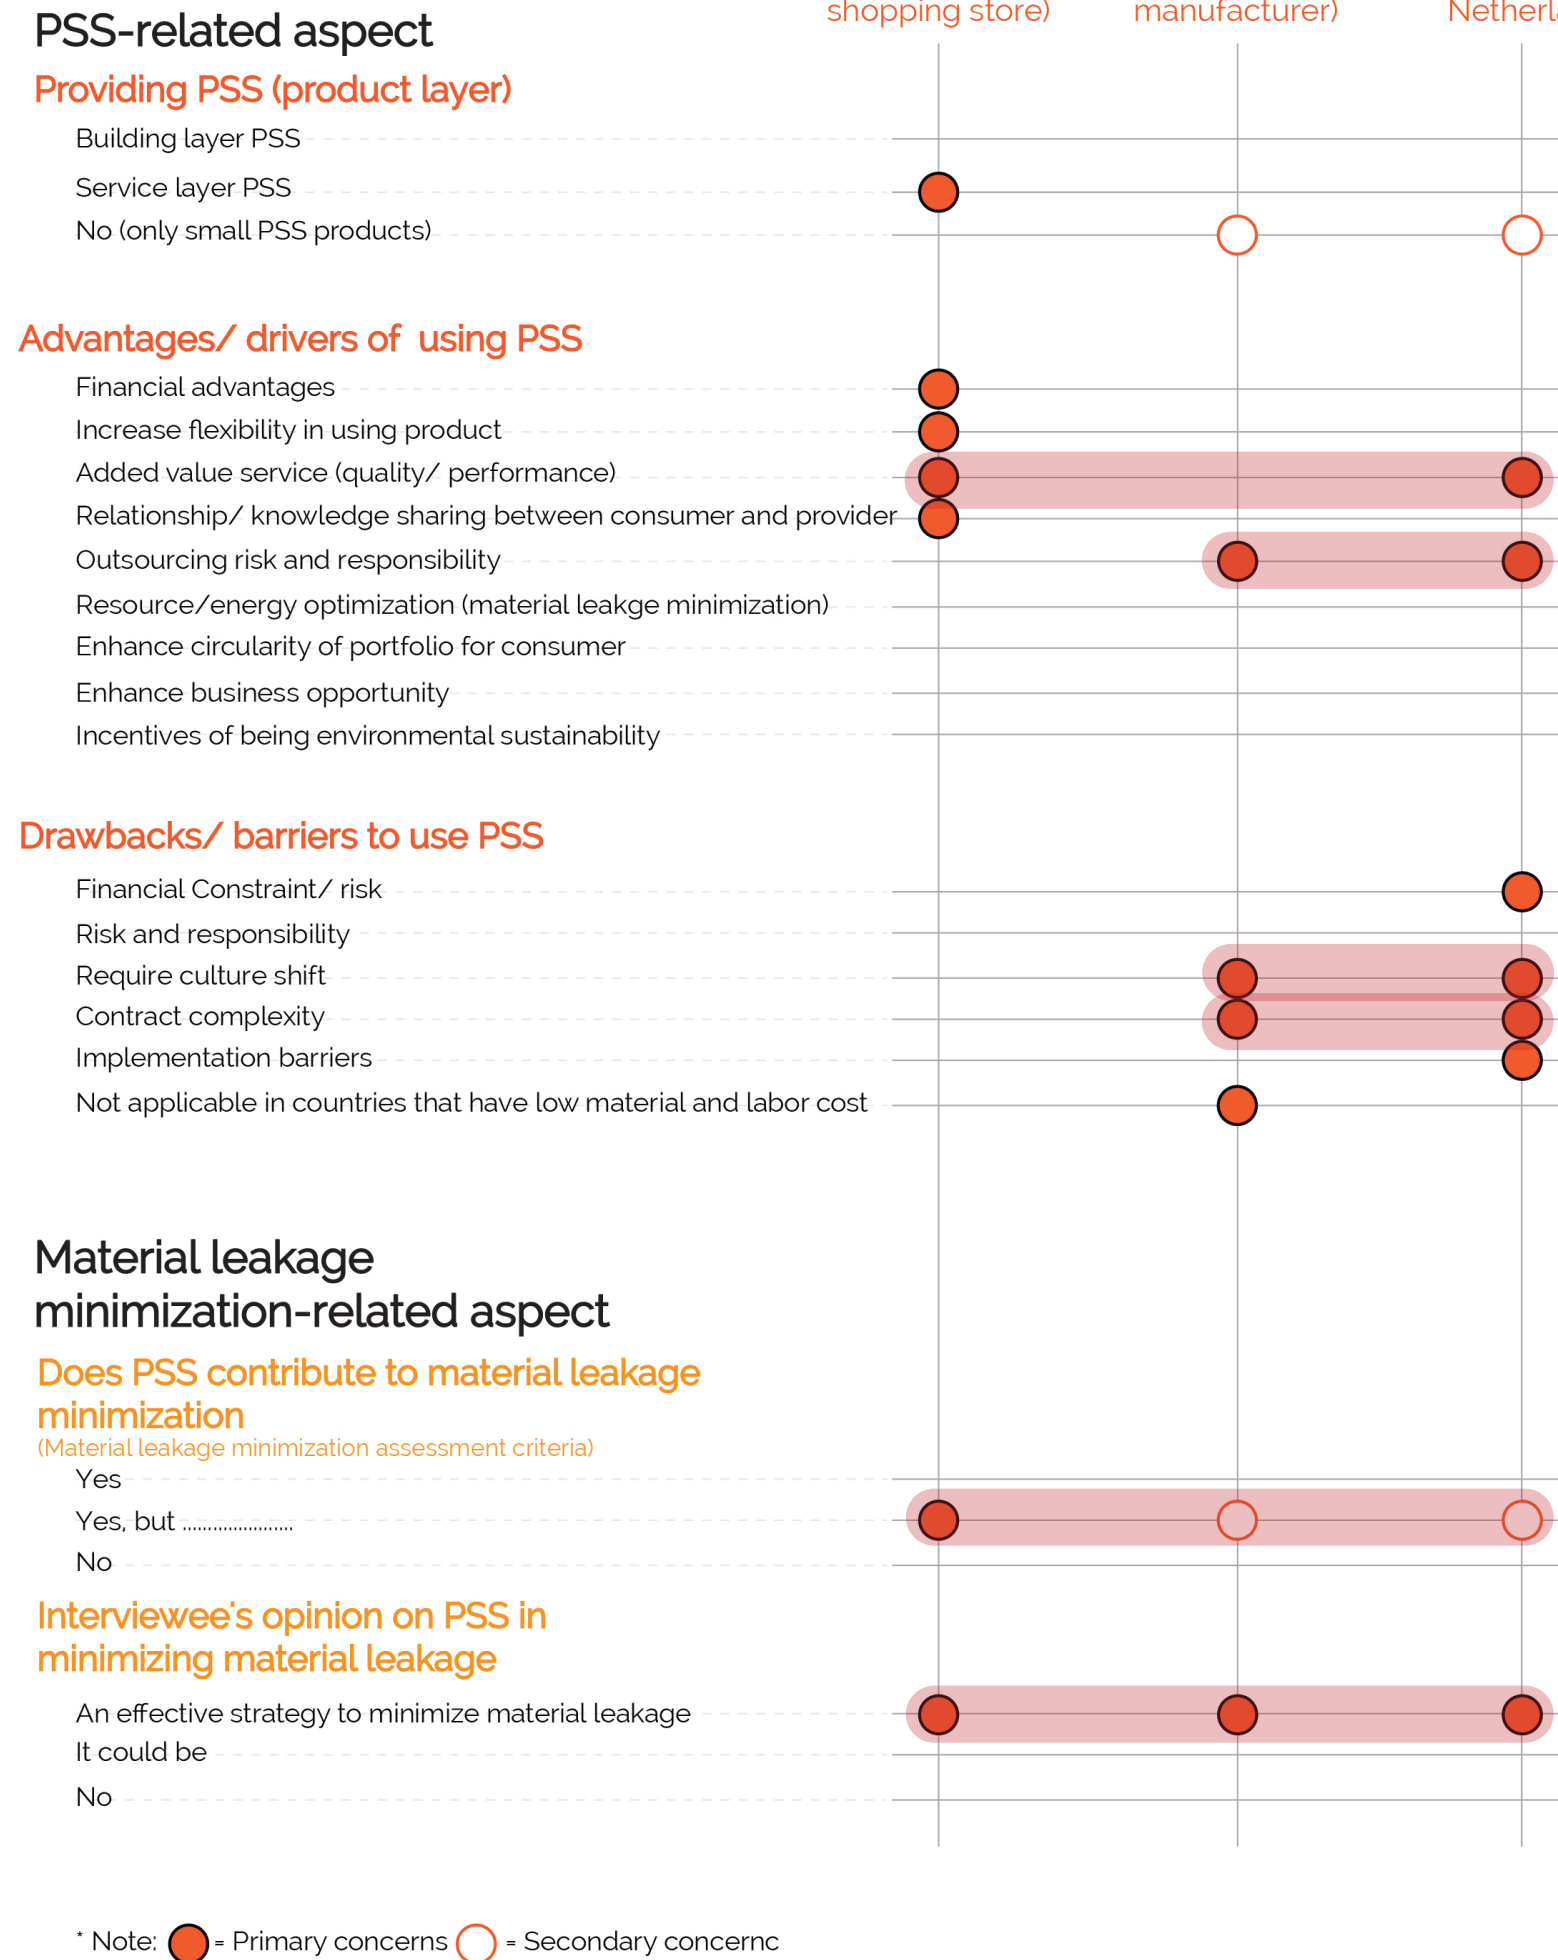 shopping store)
manufacturer)
PSS-related aspect
Providing PSS (product layer)
Building layer PSS
Service layer PSS
No (only small PSS products)
Advantages/ drivers of using PSS
Financial advantages
Increase flexibility in using product
Added value service (quality/ performance)
Relationship/ knowledge sharing between consumer and provider
Outsourcing risk and responsibility
Resource/energy optimization (material leakge minimization)
Enhance circularity of portfolio for consumer
Enhance business opportunity
Incentives of being environmental sustainability
Drawbacks/ barriers to use PSS
Financial Constraint/ risk
Risk and responsibility
Require culture shift
Contract complexity
Implementation barriers
Not applicable in countries that have low material and labor cost
Material leakage
minimization-related aspect
Does PSS contribute to material leakage
minimization
(Material leakage minimization assessment criteria)
Yes
Yes, but ......................
No
Interviewee's opinion on PSS in
minimizing material leakage
An effective strategy to minimize material leakage
It could be
No
* Note: = Primary concerns = Secondary concernc